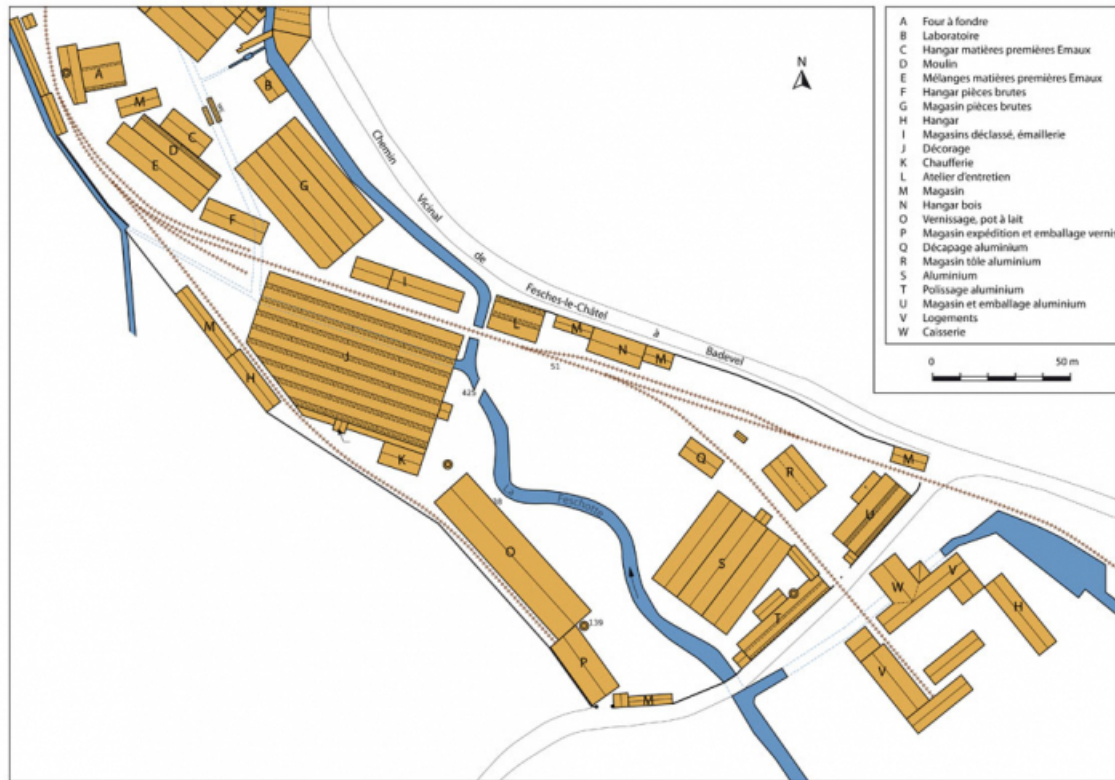 A Four à fondre
B Laboratoire
C Hangar matières premières Emaux
D Moulin
E Mélanges matières premières Emaux
F Hangar pièces brutes
G Magasin pièces brutes
H Hangar
I Magasins déclassé, émaillerie
J Décorage
K Chaufferie
L Atelier d'entretien
M Magasin
N Hangar bois
O Vernissage, pot à lait
P Magasin expédition et emballage vernis
Q Décapage aluminium
R Magasin tôle aluminium
S Aluminium
T Polissage aluminium
U Magasin et emballage aluminium
V Logements
W Caisserie
0 50 m
N
A
B
M
C
D
E
G
F
I
Chemin
Vicinal
de
Fesches-le-Châtel
à
Badevel
L
M
N
M
51
M
H
J
425
K
Q
R
M
U
La
Feschotte
38
O
S
W
V
H
T
139
P
V
M